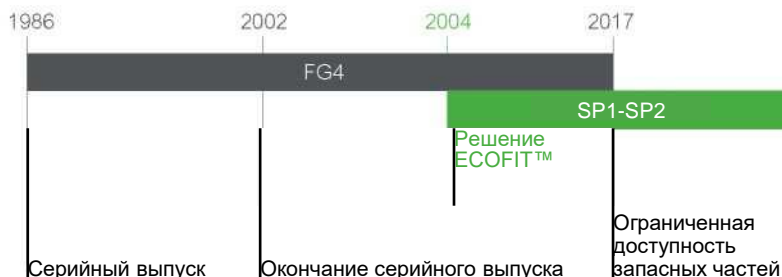 1986 2002 2004 2017
FG4
SP1-SP2
Решение
ECOFIT™
Серийный выпуск
Окончание серийного выпуска
Ограниченная
доступность
запасных частей